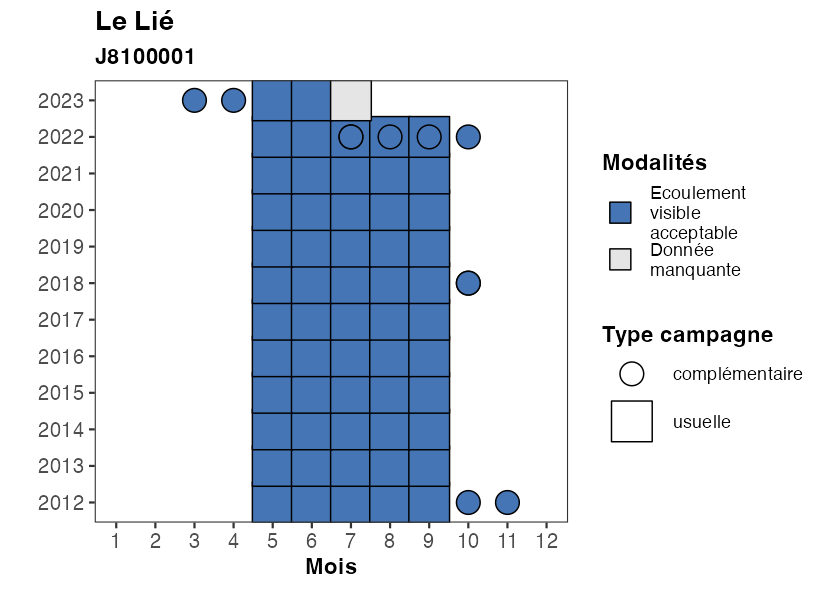 Le Lié
J8100001
2023
2022
2021
2020
2019
2018
2017
2016
2015
2014
2013
2012
1 2 3 4 5 6 7 8 9 10 11 12
Mois
Modalités
Ecoulement
visible
acceptable
Donnée
manquante
Type campagne
complémentaire
usuelle